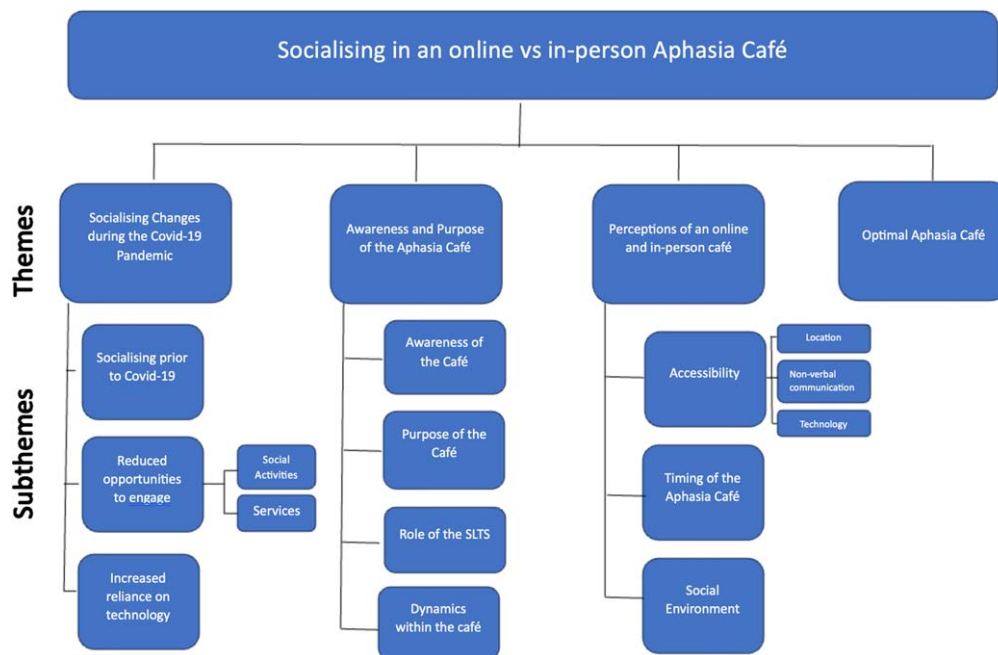 Socialising in an online vs in-person Aphasia Café
Themes
Socialising Changes
during the Covid-19
Pandemic
Awareness and Purpose
of the Aphasia Café
Perceptions of an online
and in-person café
Optimal Aphasia Café
Subthemes
Socialising prior
to Covid-19
Reduced
opportunities
to engage
Social
Activities
Services
Increased
reliance on
technology
Awareness of
the Café
Purpose of the
Café
Role of the SLTS
Dynamics
within the café
Accessibility
Location
Non-verbal
communication
Technology
Timing of the
Aphasia Café
Social
Environment